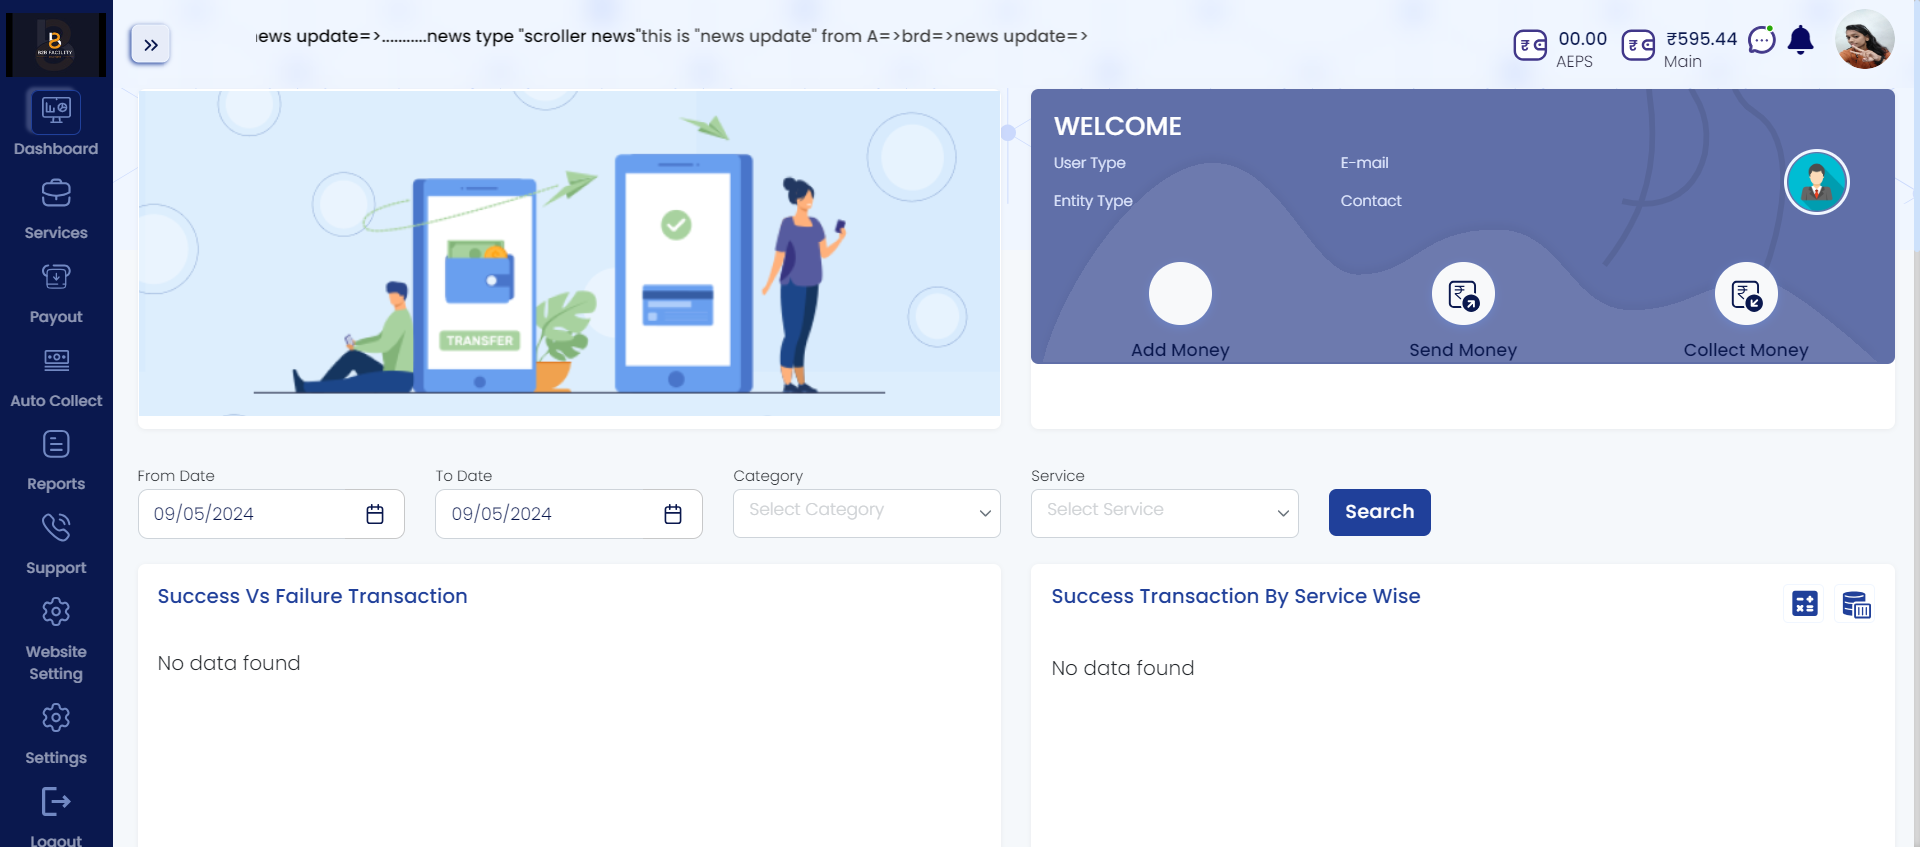 news update=>...........news type "scroller news"this is "news update" from A=>brd=>news update=>
00.00
AEPS
₹595.44
Main
B2B FACILITY
Dashboard
Services
Payout
Auto Collect
Reports
Support
Website
Setting
Settings
Logout
TRANSFER
WELCOME
User Type
E-mail
Entity Type
Contact
Add Money
Send Money
Collect Money
From Date
To Date
Category
Service
09/05/2024
09/05/2024
Select Category
Select Service
Search
Success Vs Failure Transaction
No data found
Success Transaction By Service Wise
No data found